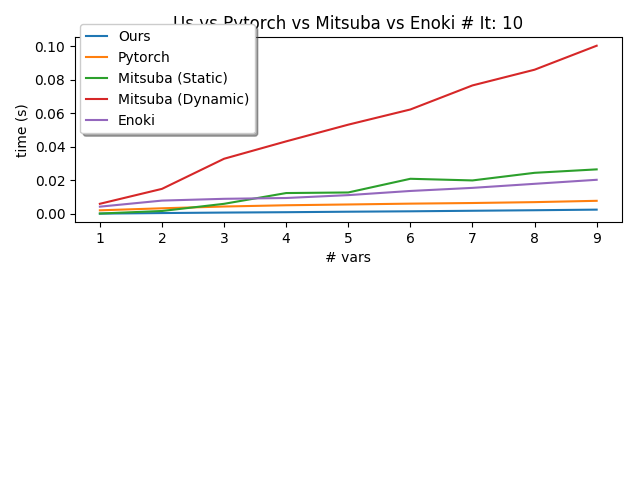 Us vs Pytorch vs Mitsuba vs Enoki # It: 10
Ours
Pytorch
Mitsuba (Static)
Mitsuba (Dynamic)
Enoki
time (s)
0.10
0.08
0.06
0.04
0.02
0.00
1 2 3 4 5 6 7 8 9
# vars